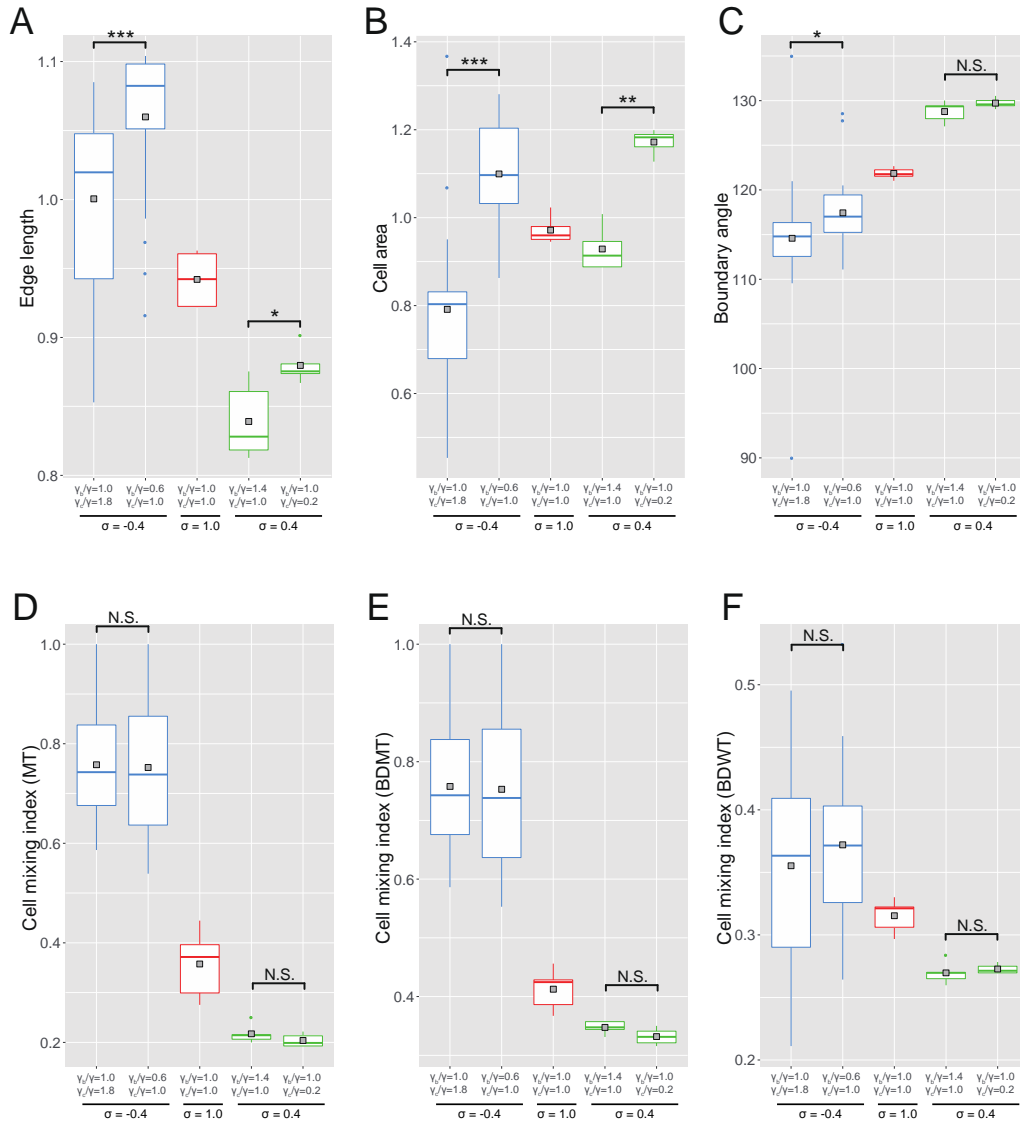 A
***
1.1
1.0
0.9
0.8
Edge length
*
γb/γ=1.0 γb/γ=0.6 γb/γ=1.0 γb/γ=1.4 γb/γ=1.0
γc/γ=1.8 γc/γ=1.0 γc/γ=1.0 γc/γ=1.0 γc/γ=0.2
σ = -0.4 σ = 1.0 σ = 0.4
B
1.4
1.2
1.0
0.8
0.6
Cell area
***
**
γb/γ=1.0 γb/γ=0.6 γb/γ=1.0 γb/γ=1.4 γb/γ=1.0
γc/γ=1.8 γc/γ=1.0 γc/γ=1.0 γc/γ=1.0 γc/γ=0.2
σ = -0.4 σ = 1.0 σ = 0.4
C
*
N.S.
130
120
110
100
90
Boundary angle
γb/γ=1.0 γb/γ=0.6 γb/γ=1.0 γb/γ=1.4 γb/γ=1.0
γc/γ=1.8 γc/γ=1.0 γc/γ=1.0 γc/γ=1.0 γc/γ=0.2
σ = -0.4 σ = 1.0 σ = 0.4
D
N.S.
1.0
0.8
0.6
0.4
0.2
Cell mixing index (MT)
N.S.
γb/γ=1.0 γb/γ=0.6 γb/γ=1.0 γb/γ=1.4 γb/γ=1.0
γc/γ=1.8 γc/γ=1.0 γc/γ=1.0 γc/γ=1.0 γc/γ=0.2
σ = -0.4 σ = 1.0 σ = 0.4
E
N.S.
1.0
0.8
0.6
0.4
Cell mixing index (BDMT)
N.S.
γb/γ=1.0 γb/γ=0.6 γb/γ=1.0 γb/γ=1.4 γb/γ=1.0
γc/γ=1.8 γc/γ=1.0 γc/γ=1.0 γc/γ=1.0 γc/γ=0.2
σ = -0.4 σ = 1.0 σ = 0.4
F
N.S.
0.5
0.4
0.3
0.2
Cell mixing index (BDWT)
N.S.
γb/γ=1.0 γb/γ=0.6 γb/γ=1.0 γb/γ=1.4 γb/γ=1.0
γc/γ=1.8 γc/γ=1.0 γc/γ=1.0 γc/γ=1.0 γc/γ=0.2
σ = -0.4 σ = 1.0 σ = 0.4